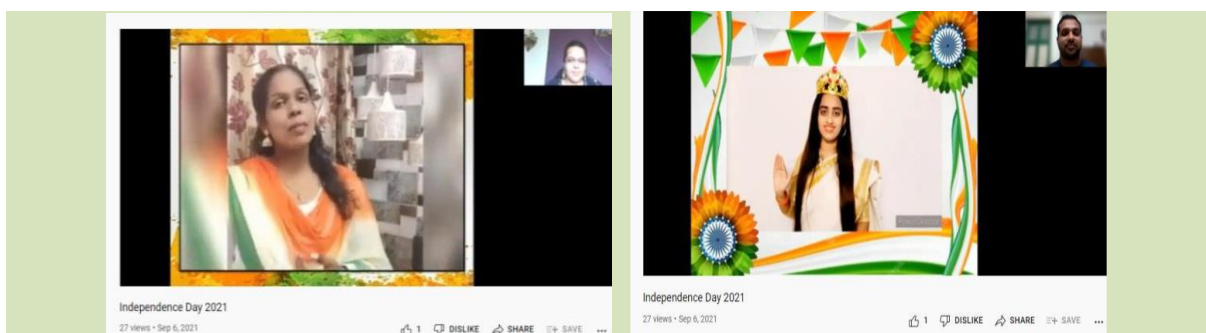 Independence Day 2021
27 views • Sep 6, 2021
1 DISLIKE SHARE SAVE ...
Independence Day 2021
27 views • Sep 6, 2021
1 DISLIKE SHARE SAVE ...